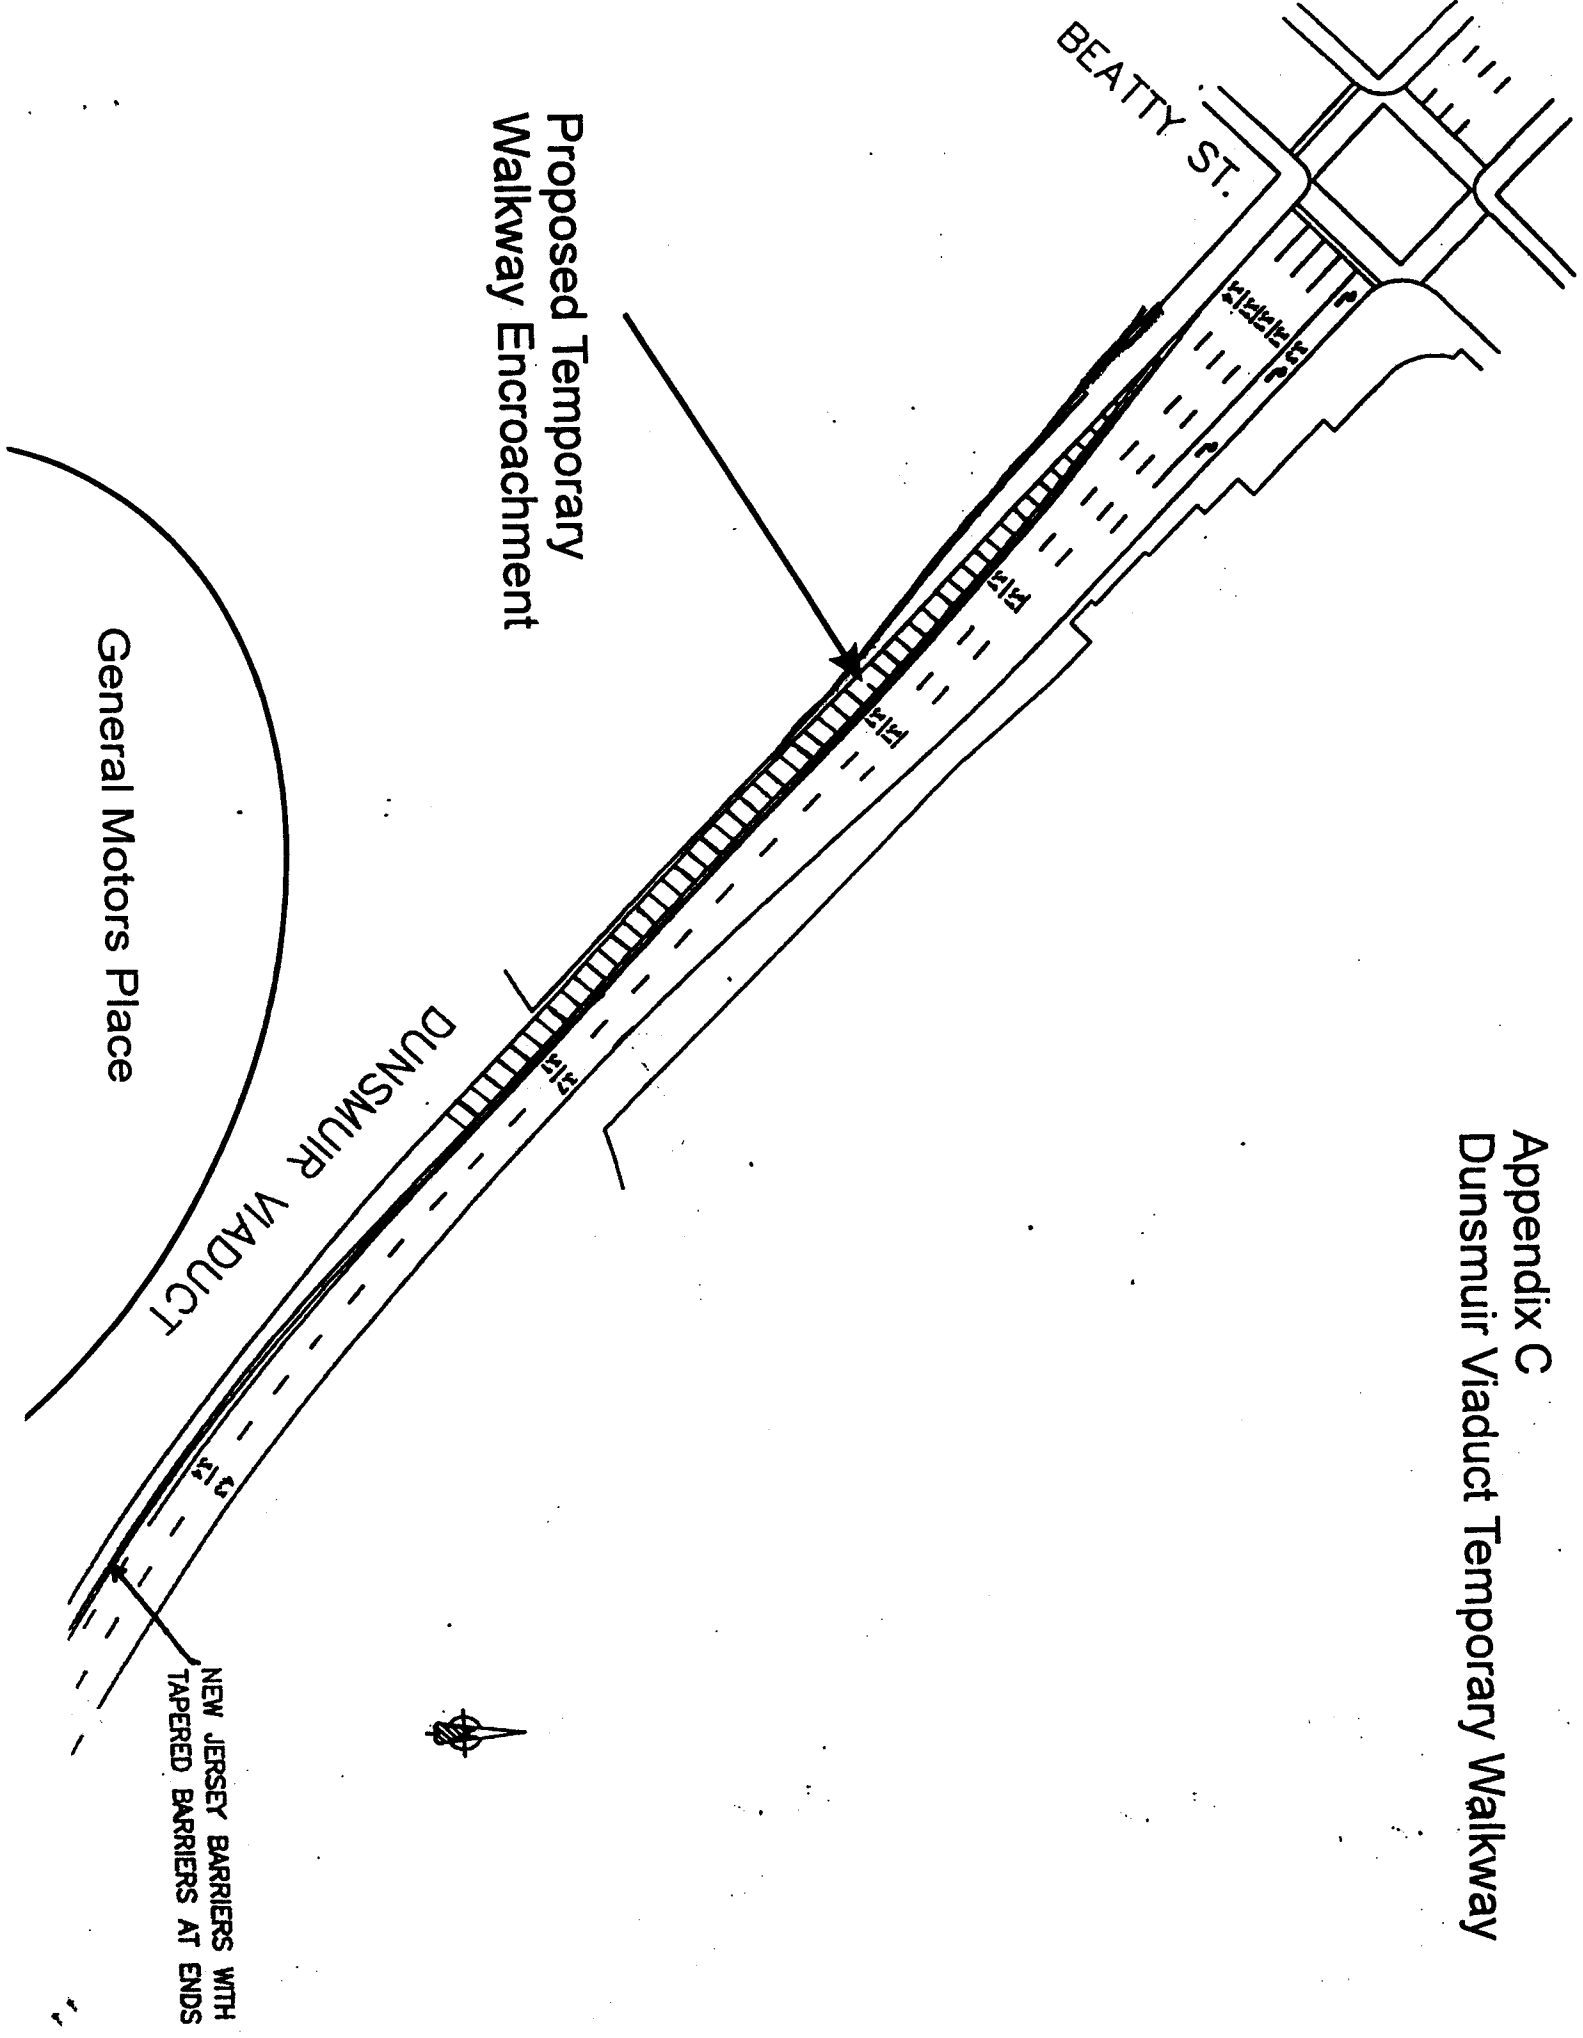 Appendix C
Dunsmuir Viaduct Temporary Walkway
BEATTY ST.
Proposed Temporary
Walkway Encroachment
General Motors Place
DUNSMUIR VIADUCT
NEW JERSEY BARRIERS WITH
TAPERED BARRIERS AT ENDS